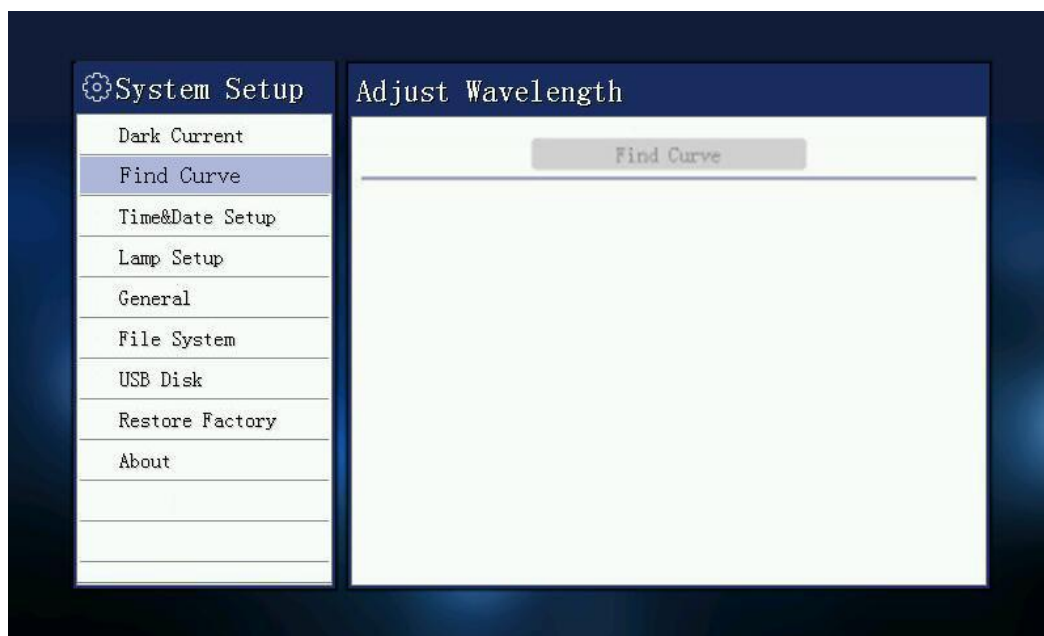 System Setup
Dark Current
Find Curve
Time&Date Setup
Lamp Setup
General
File System
USB Disk
Restore Factory
About
Adjust Wavelength
Find Curve